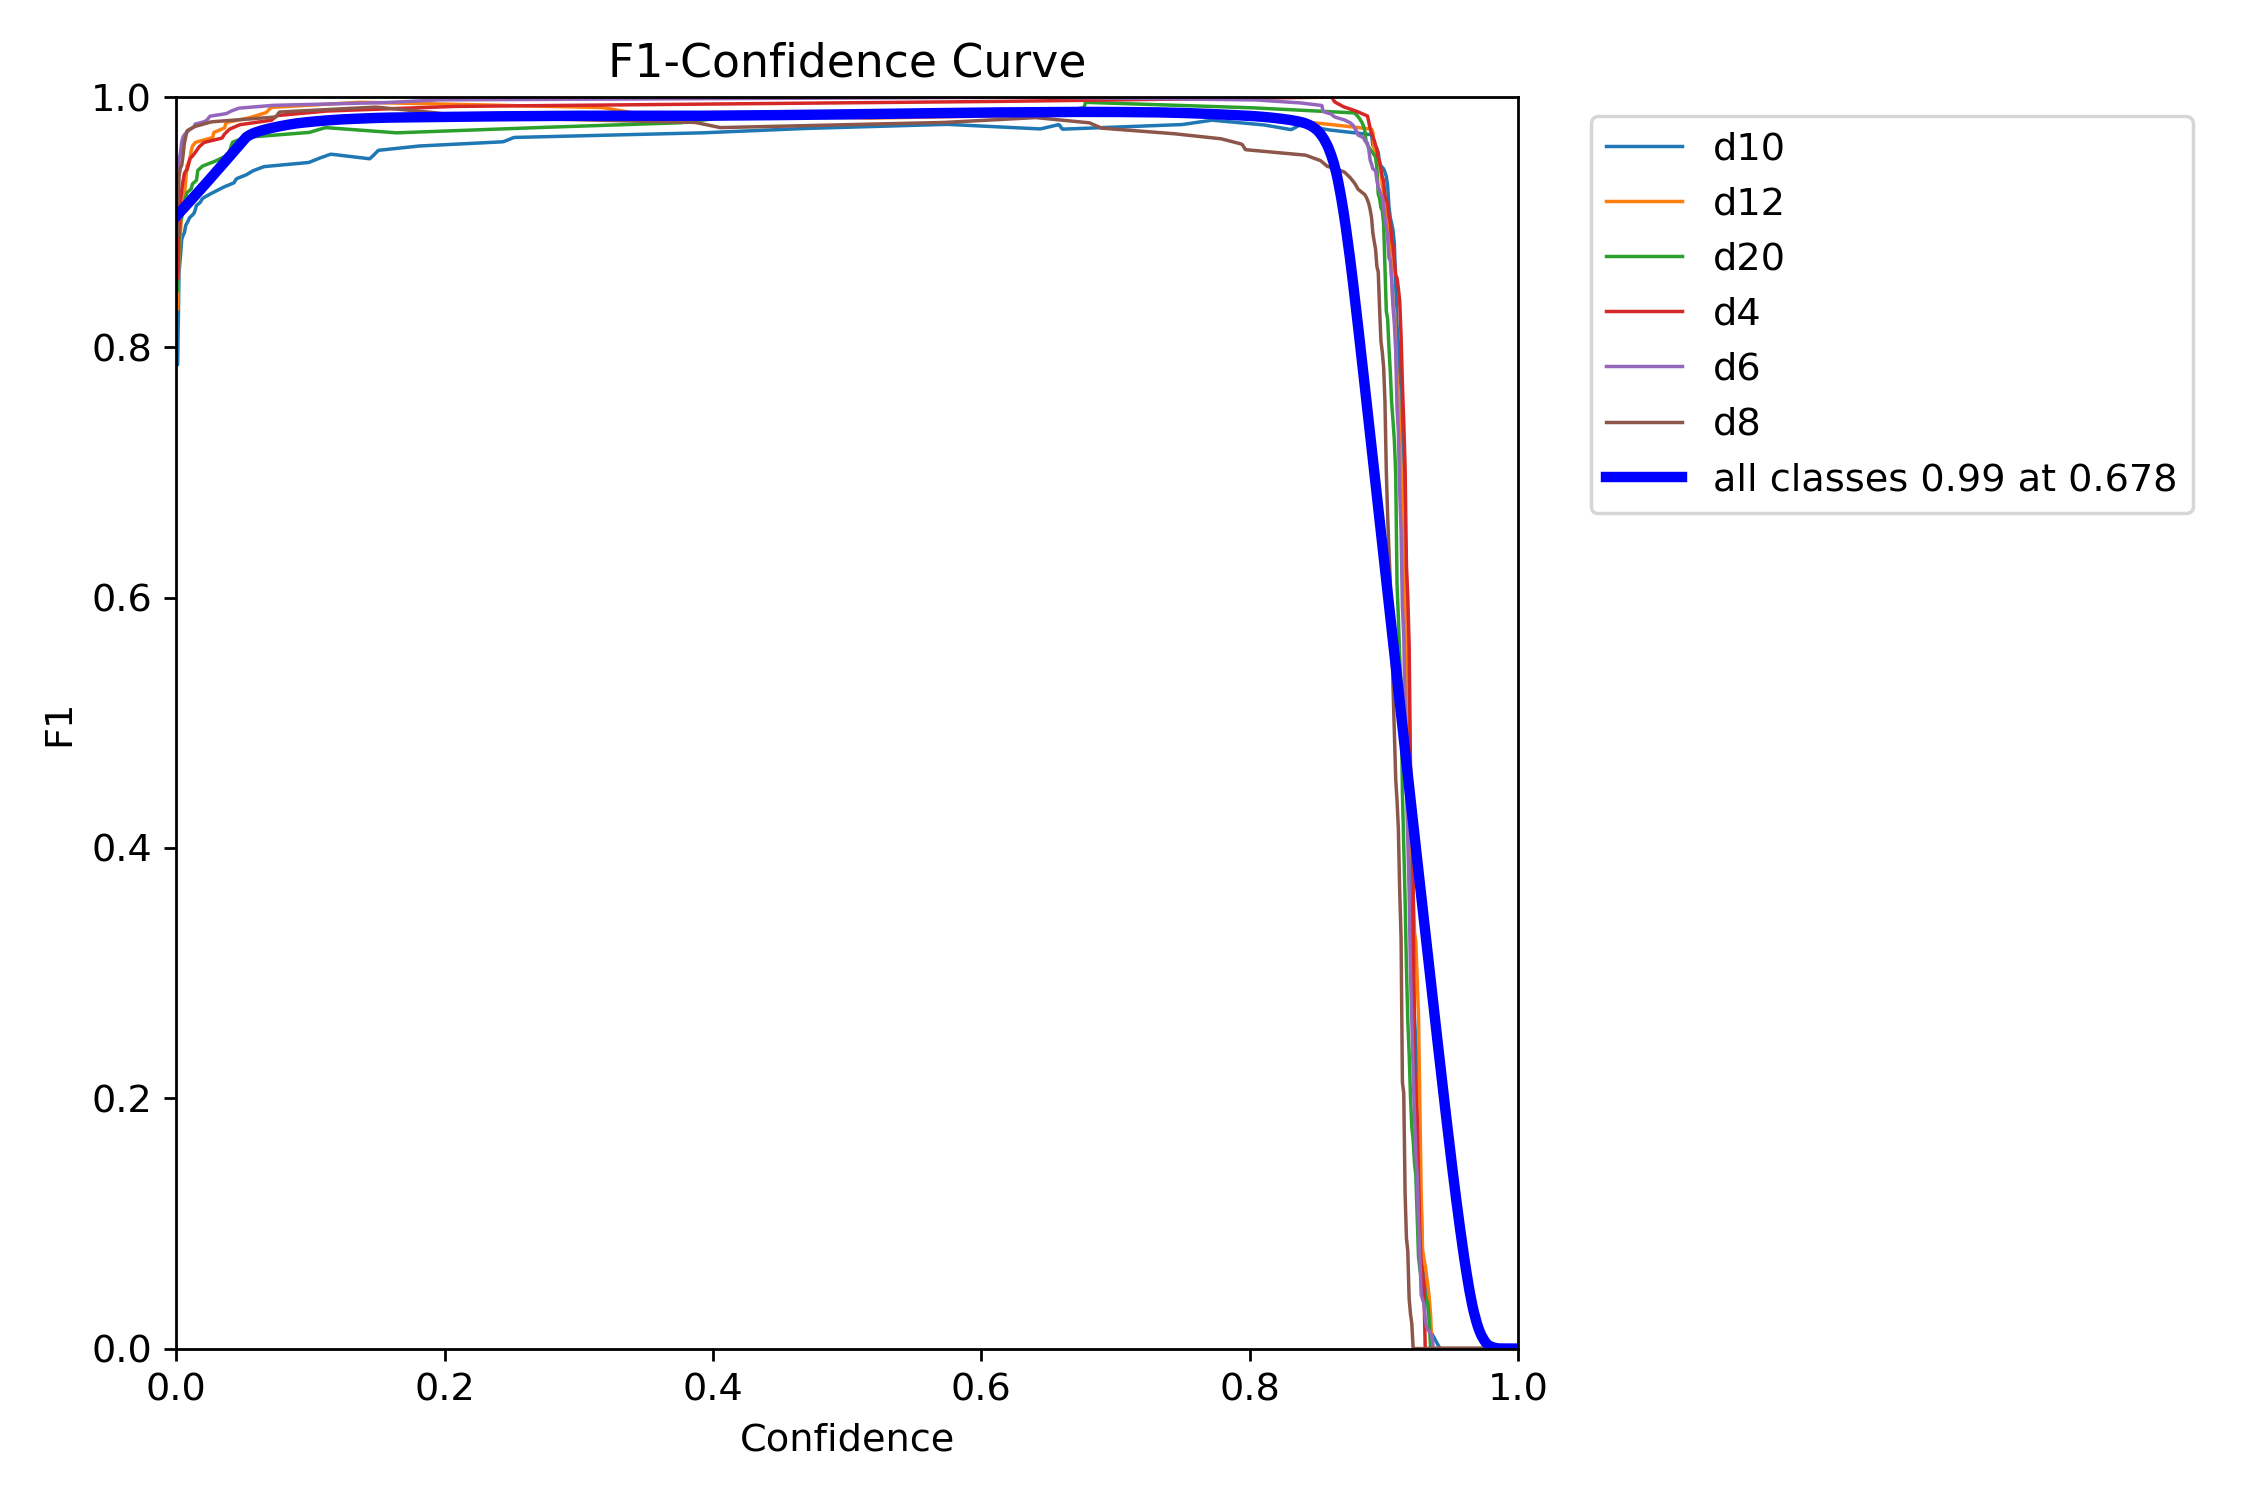 F1-Confidence Curve
1.0
0.8
0.6
0.4
0.2
0.0
F1
0.0 0.2 0.4 0.6 0.8 1.0
Confidence
d10
d12
d20
d4
d6
d8
all classes 0.99 at 0.678